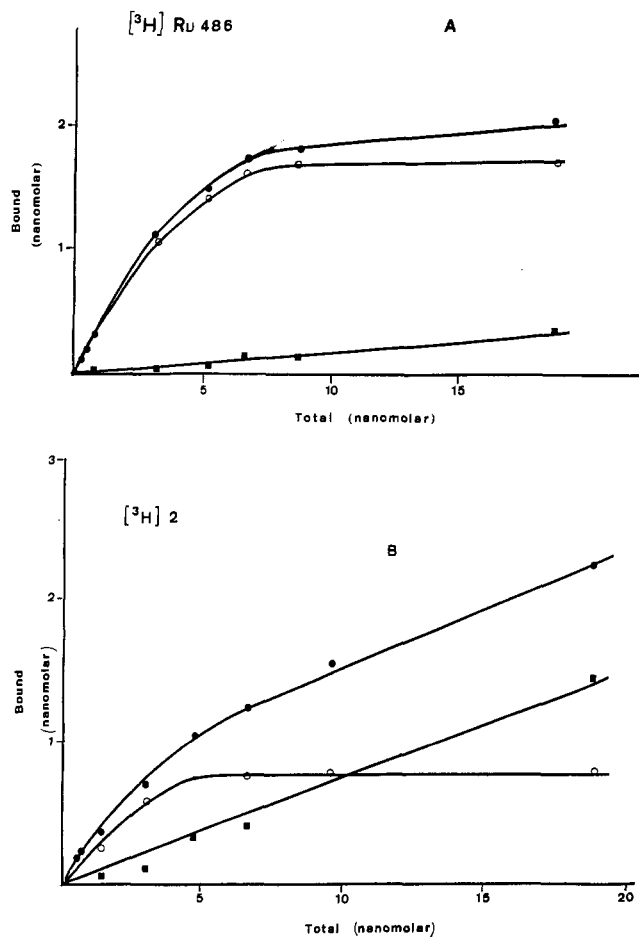 [³H] RU 486
A
2
1
Bound
(nanomolar)
5
10
15
Total (nanomolar)
3
[³H] 2
B
2
1
Bound
(nanomolar)
5
10
15
20
Total (nanomolar)